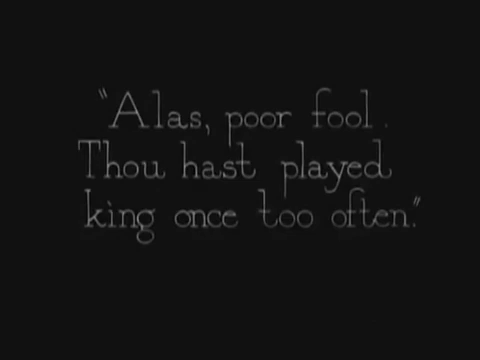 "Alas, poor fool.
Thou hast played
king once too often."